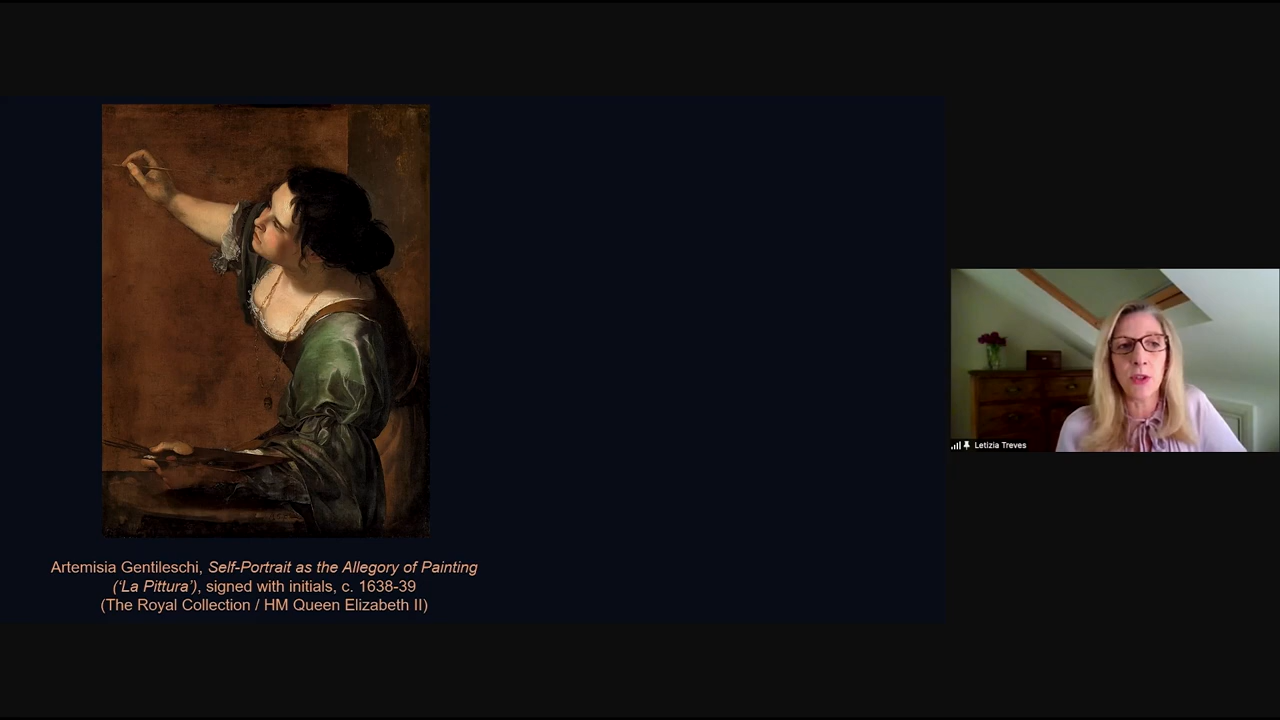 Artemisia Gentileschi, Self-Portrait as the Allegory of Painting
(‘La Pittura’), signed with initials, c. 1638-39
(The Royal Collection / HM Queen Elizabeth II)
Letizia Treves